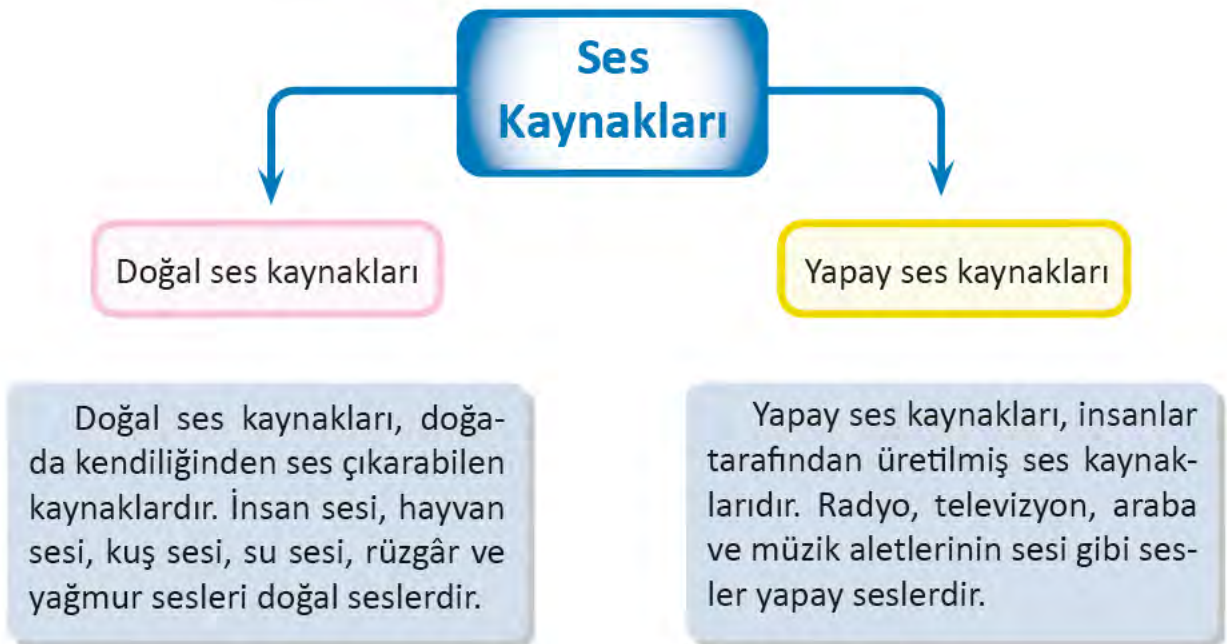 Ses
Kaynakları
Doğal ses kaynakları
Yapay ses kaynakları
Doğal ses kaynakları, doğa-
da kendiliğinden ses çıkarabilen
kaynaklardır. İnsan sesi, hayvan
sesi, kuş sesi, su sesi, rüzgâr ve
yağmur sesleri doğal seslerdir.
Yapay ses kaynakları, insanlar
tarafından üretilmiş ses kaynak-
larıdır. Radyo, televizyon, araba
ve müzik aletlerinin sesi gibi ses-
ler yapay seslerdir.